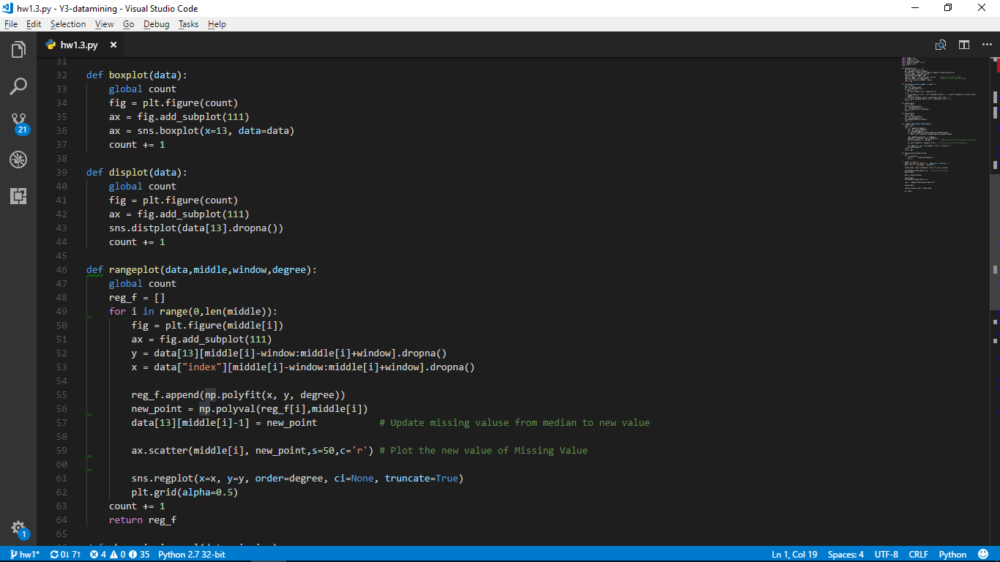 hw1.3.py - Y3-datamining - Visual Studio Code
File Edit Selection View Go Debug Tasks Help
hw1.3.py
31
32 def boxplot(data):
33 global count
34 fig = plt.figure(count)
35 ax = fig.add_subplot(111)
36 ax = sns.boxplot(x=13, data=data)
37 count += 1
38
39 def displot(data):
40 global count
41 fig = plt.figure(count)
42 ax = fig.add_subplot(111)
43 sns.distplot(data[13].dropna())
44 count += 1
45
46 def rangeplot(data,middle,window,degree):
47 global count
48 reg_f = []
49 for i in range(0,len(middle)):
50 fig = plt.figure(middle[i])
51 ax = fig.add_subplot(111)
52 y = data[13][middle[i]-window:middle[i]+window].dropna()
53 x = data["index"][middle[i]-window:middle[i]+window].dropna()
54
55 reg_f.append(np.polyfit(x, y, degree))
56 new_point = np.polyval(reg_f[i],middle[i])
57 data[13][middle[i]-1] = new_point # Update missing valuse from median to new value
58
59 ax.scatter(middle[i], new_point,s=50,c='r') # Plot the new value of Missing Value
60
61 sns.regplot(x=x, y=y, order=degree, ci=None, truncate=True)
62 plt.grid(alpha=0.5)
63 count += 1
64 return reg_f
65
21
1
hw1* 0↓ 7↑ 4 0 35 Python 2.7 32-bit Ln 1, Col 19 Spaces: 4 UTF-8 CRLF Python